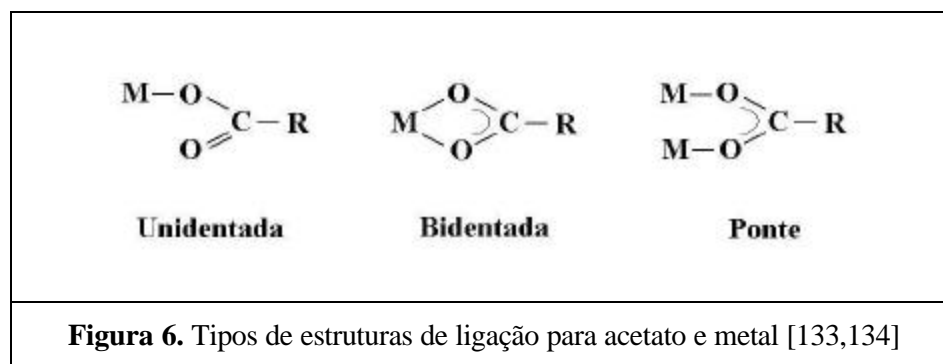 M–O
C–R
O
M
O
C–R
O
M–O
C–R
M–O
Unidentada Bidentada Ponte
Figura 6. Tipos de estruturas de ligação para acetato e metal [133,134]